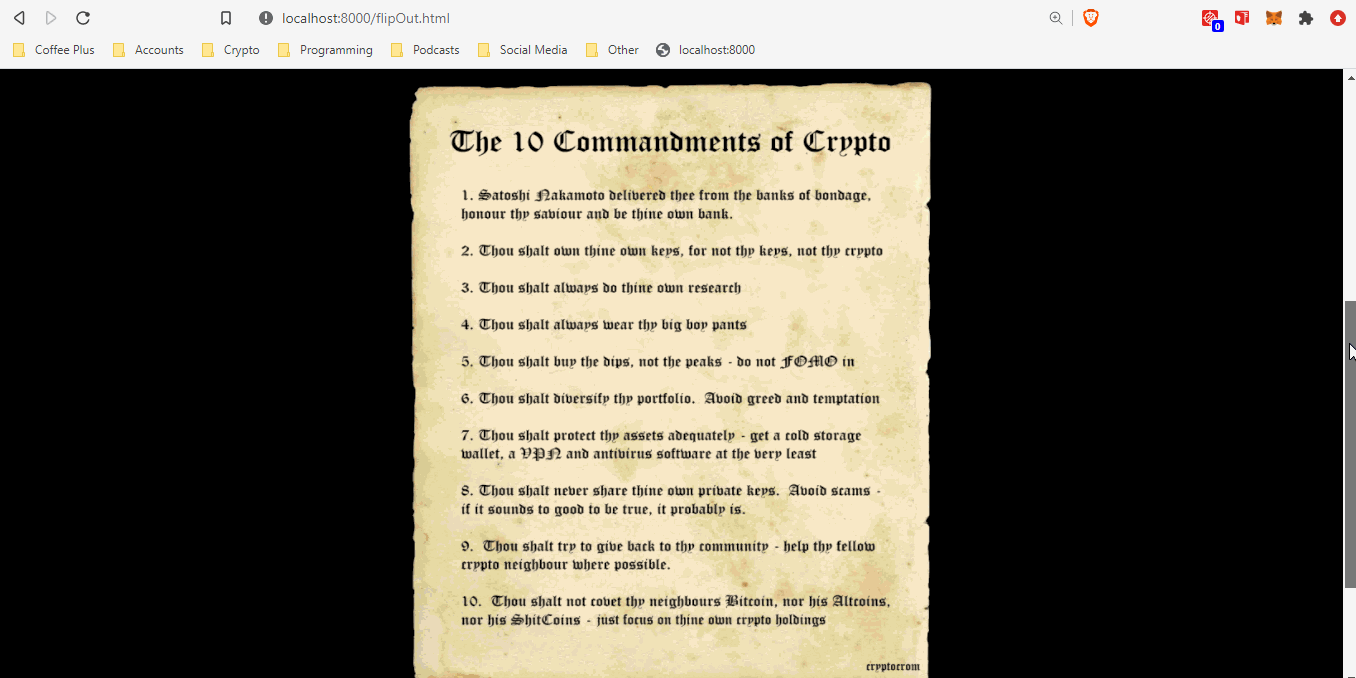 localhost:8000/flipOut.html
0
Coffee Plus Accounts Crypto Programming Podcasts Social Media Other localhost:8000
The 10 Commandments of Crypto
1. Satoshi Nakamoto delivered thee from the banks of bondage,
honour thy saviour and be thine own bank.
2. Thou shalt own thine own keys, for not thy keys, not thy crypto
3. Thou shalt always do thine own research
4. Thou shalt always wear thy big boy pants
5. Thou shalt buy the dips, not the peaks - do not FOMO in
6. Thou shalt diversify thy portfolio.  Avoid greed and temptation
7. Thou shalt protect thy assets adequately - get a cold storage
wallet, a VPN and antivirus software at the very least
8. Thou shalt never share thine own private keys.  Avoid scams -
if it sounds to good to be true, it probably is.
9.  Thou shalt try to give back to thy community - help thy fellow
crypto neighbour where possible.
10.  Thou shalt not covet thy neighbours Bitcoin, nor his Altcoins,
nor his ShitCoins - just focus on thine own crypto holdings
cryptocrom